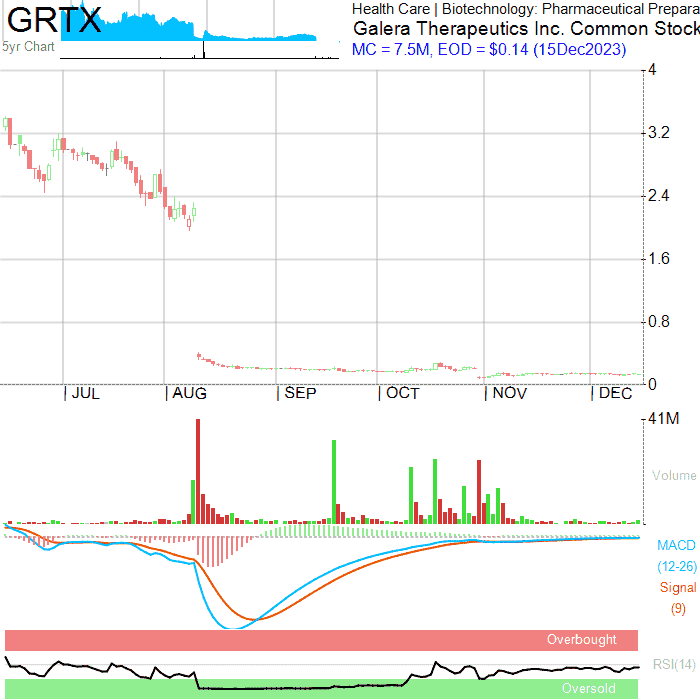 GRTX
5yr Chart
Health Care | Biotechnology: Pharmaceutical Prepara
Galera Therapeutics Inc. Common Stock
MC = 7.5M, EOD = $0.14 (15Dec2023)
4
3.2
2.4
1.6
0.8
0
JUL
AUG
SEP
OCT
NOV
DEC
41M
Volume
MACD
(12-26)
Signal
(9)
Overbought
RSI(14)
Oversold